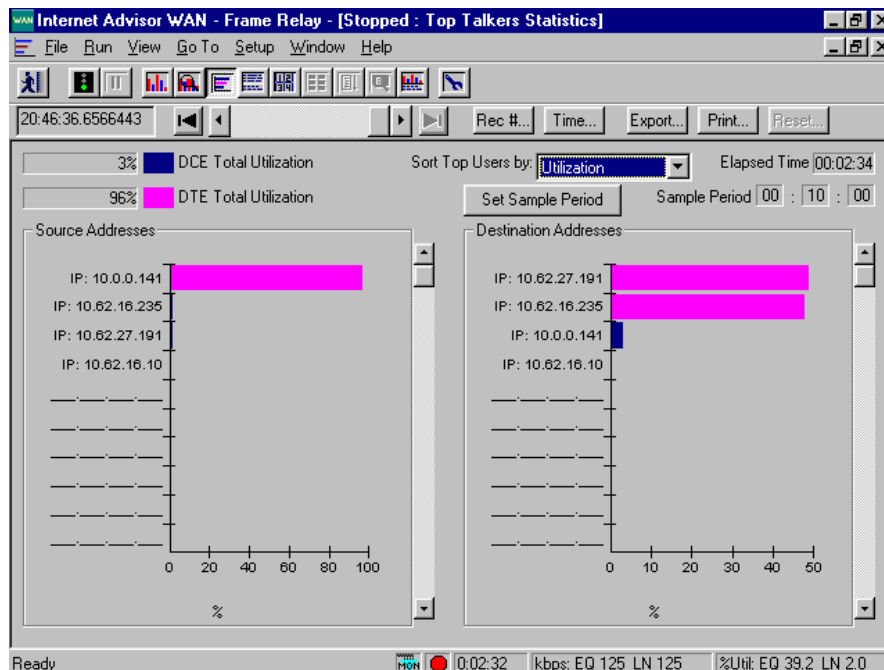 Internet Advisor WAN - Frame Relay - [Stopped : Top Talkers Statistics]
File Run View Go To Setup Window Help
20:46:36.6566443 Rec #... Time... Export... Print... Reset...
3% DCE Total Utilization Sort Top Users by: Utilization Elapsed Time 00:02:34
96% DTE Total Utilization Set Sample Period Sample Period 00 : 10 : 00
Source Addresses
IP: 10.0.0.141
IP: 10.62.16.235
IP: 10.62.27.191
IP: 10.62.16.10
0 20 40 60 80 100
%
Destination Addresses
IP: 10.62.27.191
IP: 10.62.16.235
IP: 10.0.0.141
IP: 10.62.16.10
0 10 20 30 40 50
%
Ready MON 0:02:32 kbps: EQ 125 LN 125 %Util: EQ 39.2 LN 2.0